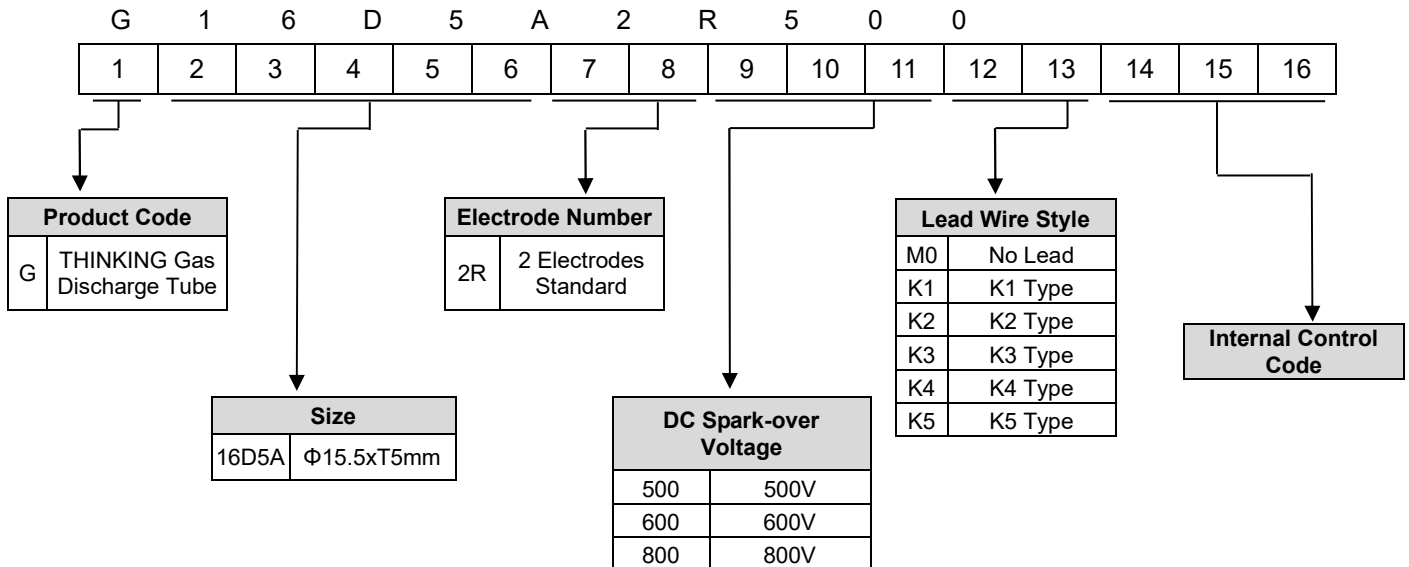 G 1 6 D 5 A 2 R 5 0 0
1 2 3 4 5 6 7 8 9 10 11 12 13 14 15 16
Product Code
G THINKING Gas
Discharge Tube
Size
16D5A Φ15.5xT5mm
Electrode Number
2R 2 Electrodes
Standard
DC Spark-over
Voltage
500 500V
600 600V
800 800V
Lead Wire Style
M0 No Lead
K1 K1 Type
K2 K2 Type
K3 K3 Type
K4 K4 Type
K5 K5 Type
Internal Control
Code